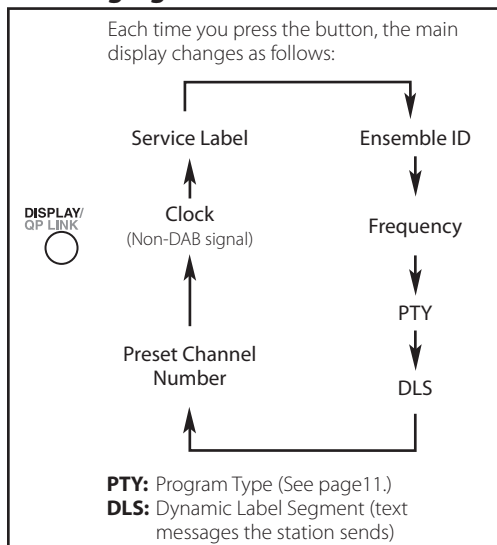 Each time you press the button, the main
display changes as follows:
Service Label
Ensemble ID
DISPLAY/
QP LINK
Clock
(Non-DAB signal)
Frequency
PTY
Preset Channel
Number
DLS
PTY: Program Type (See page11.)
DLS: Dynamic Label Segment (text
messages the station sends)